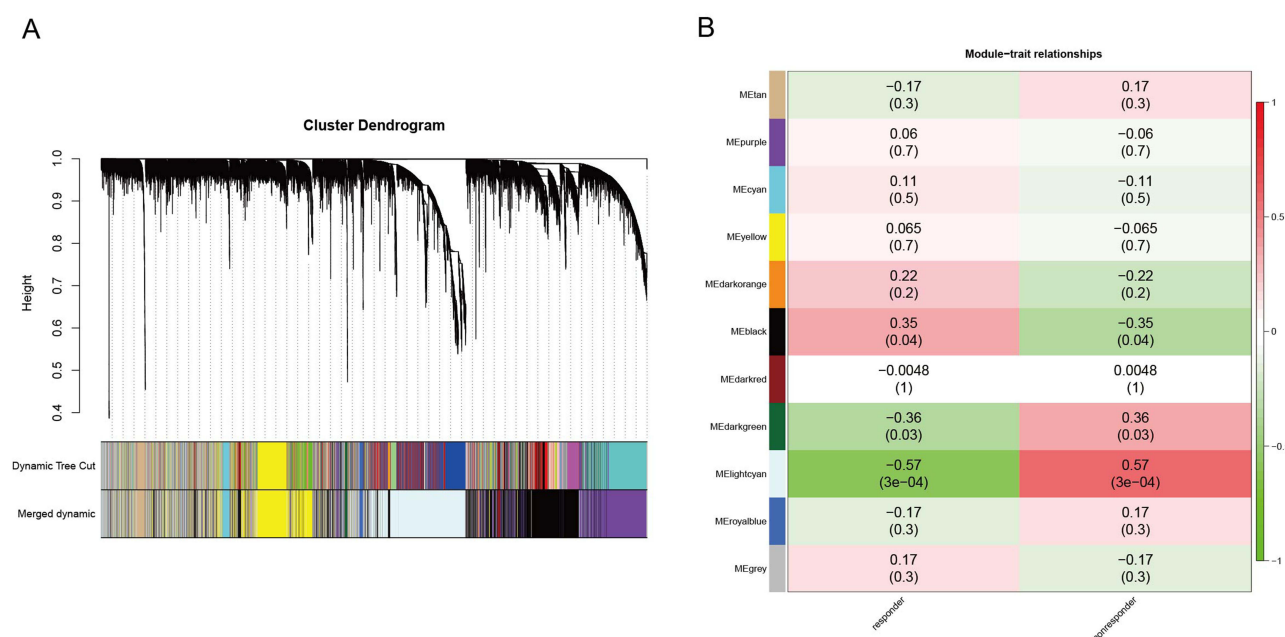 A
Cluster Dendrogram
Height
1.0
0.9
0.8
0.7
0.6
0.5
0.4
Dynamic Tree Cut
Merged dynamic
B
Module−trait relationships
MEtan
−0.17
(0.3)
0.17
(0.3)
MEpurple
0.06
(0.7)
−0.06
(0.7)
MEcyan
0.11
(0.5)
−0.11
(0.5)
MEyellow
0.065
(0.7)
−0.065
(0.7)
MEdarkorange
0.22
(0.2)
−0.22
(0.2)
MEblack
0.35
(0.04)
−0.35
(0.04)
MEdarkred
−0.0048
(1)
0.0048
(1)
MEdarkgreen
−0.36
(0.03)
0.36
(0.03)
MElightcyan
−0.57
(3e−04)
0.57
(3e−04)
MEroyalblue
−0.17
(0.3)
0.17
(0.3)
MEgrey
0.17
(0.3)
−0.17
(0.3)
responder
1
0.5
0
−1